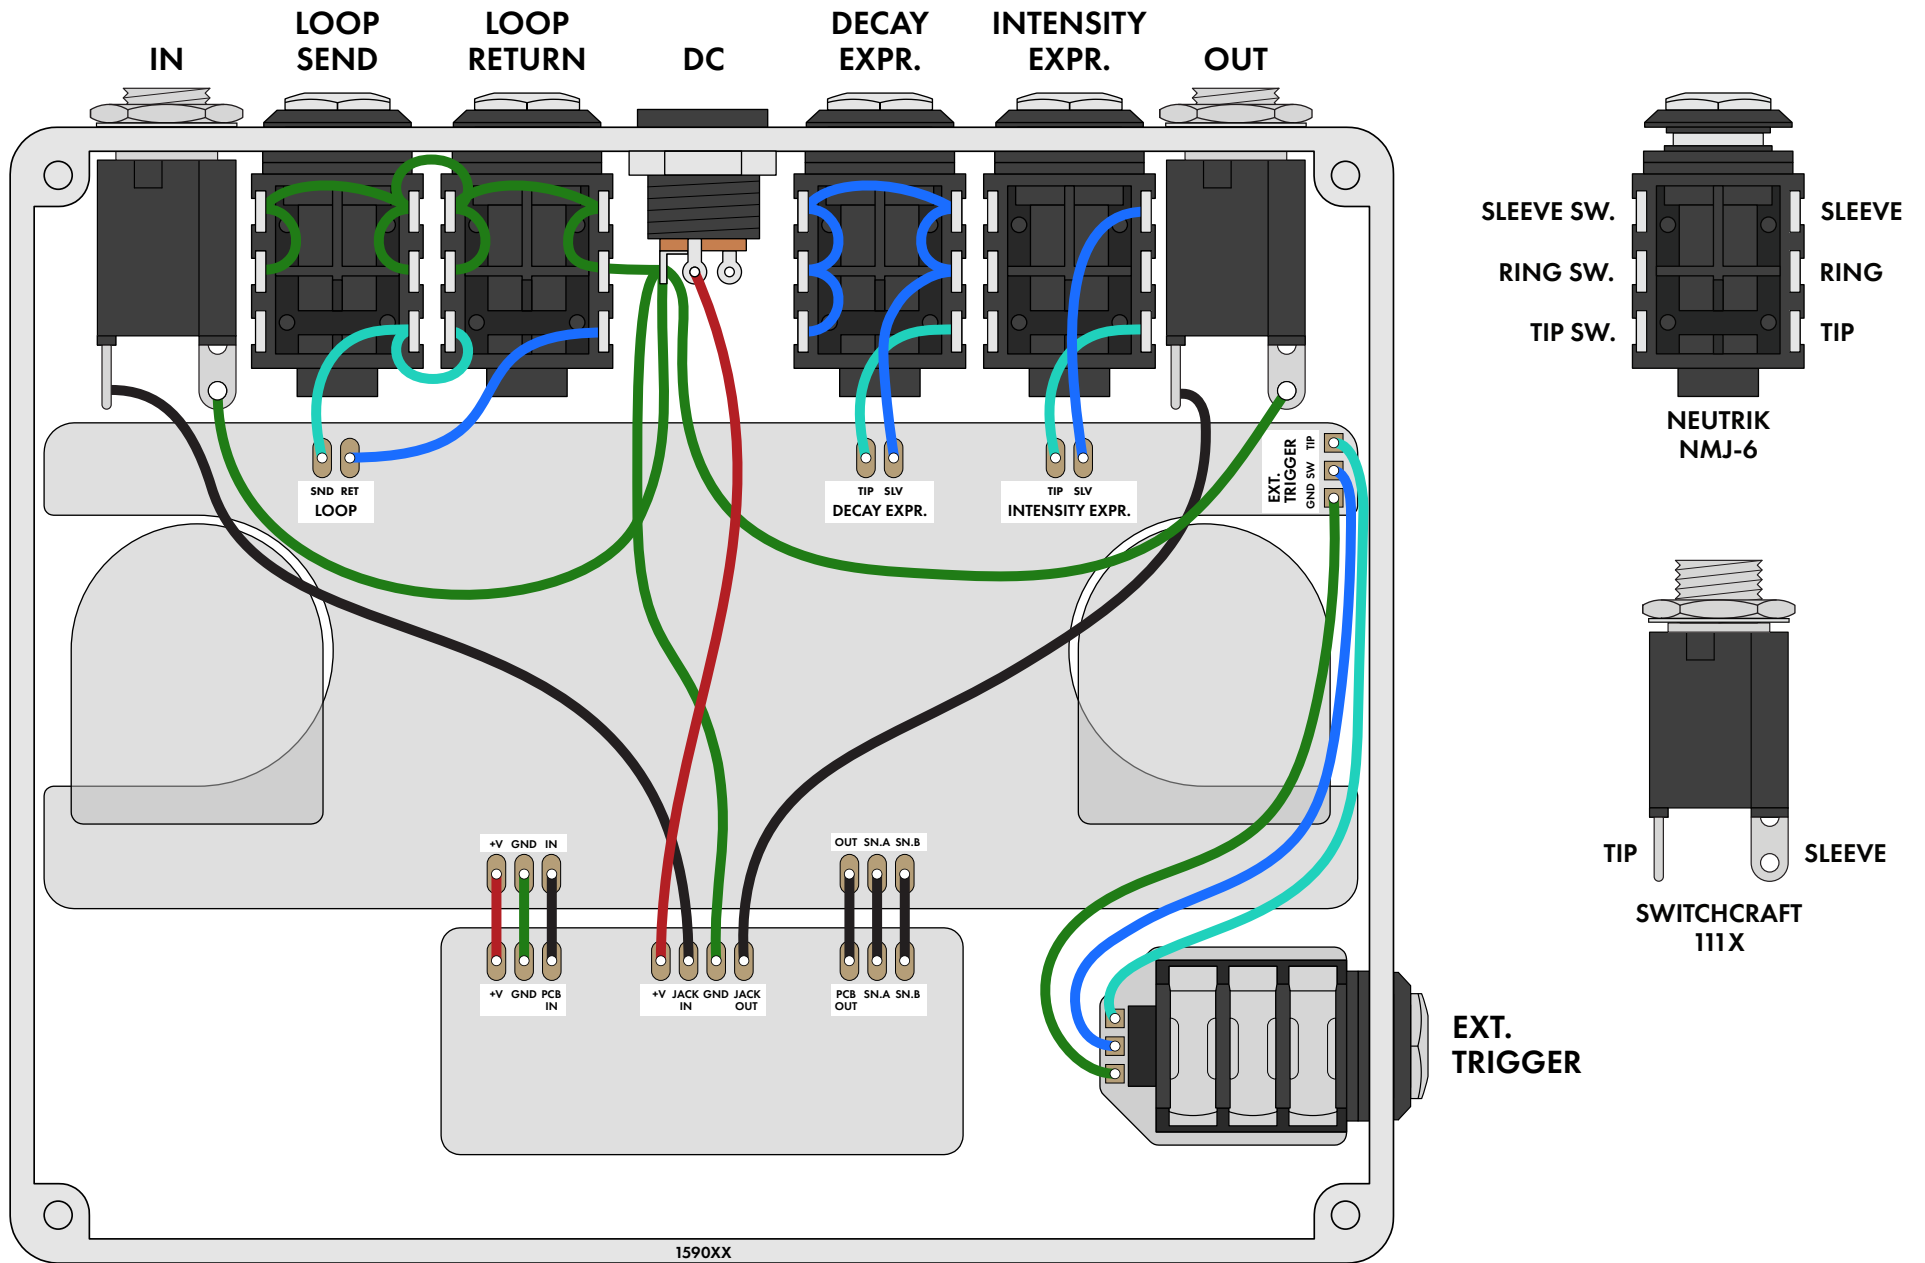 IN
LOOP
SEND
LOOP
RETURN
DC
DECAY
EXPR.
INTENSITY
EXPR.
OUT
SLEEVE SW.
SLEEVE
RING SW.
RING
TIP SW.
TIP
NEUTRIK
NMJ-6
SND RET
LOOP
TIP SLV
DECAY EXPR.
TIP SLV
INTENSITY EXPR.
EXT.
TRIGGER
GND SW TIP
TIP
SLEEVE
SWITCHCRAFT
111X
+V GND IN
OUT SN.A SN.B
+V GND PCB
IN
+V JACK GND JACK
IN OUT
PCB SN.A SN.B
OUT
EXT.
TRIGGER
1590XX